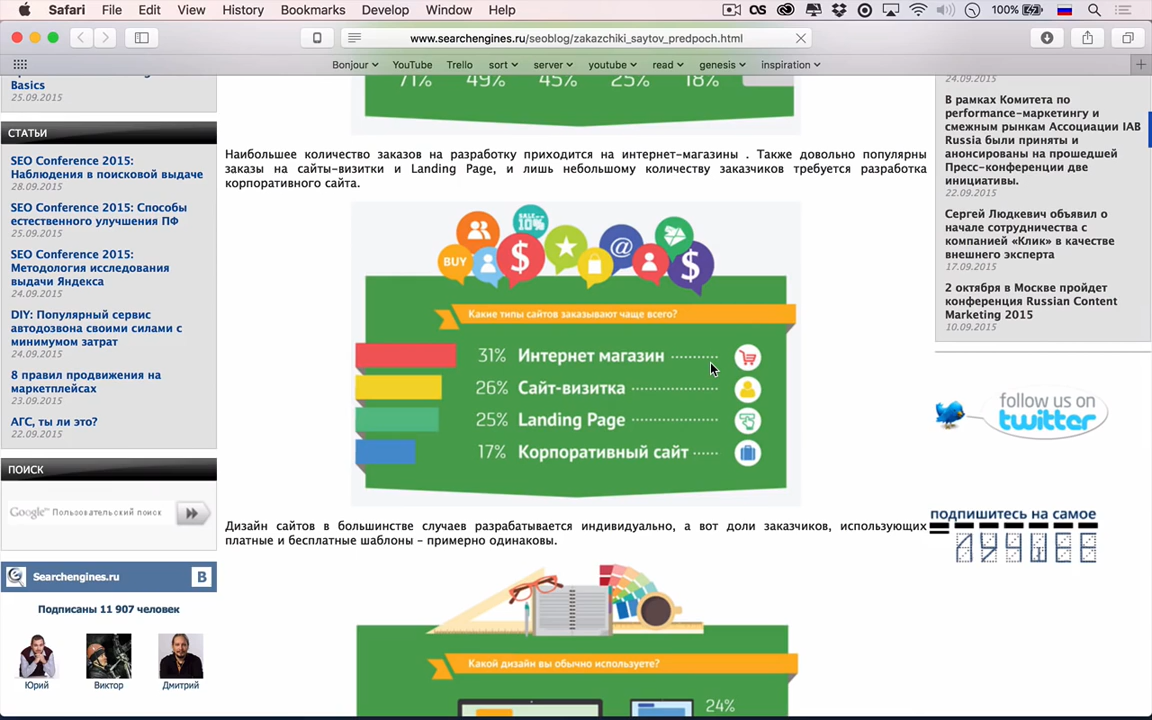 Safari File Edit View History Bookmarks Develop Window Help
100%
www.searchengines.ru/seoblog/zakazchiki_saytov_predpoch.html
Bonjour YouTube Trello sort server youtube read genesis inspiration
Basics
25.09.2015
СТАТЬИ
SEO Conference 2015:
Наблюдения в поисковой выдаче
28.09.2015
SEO Conference 2015: Способы
естественного улучшения ПФ
25.09.2015
SEO Conference 2015:
Методология исследования
выдачи Яндекса
24.09.2015
DIY: Популярный сервис
автодозвона своими силами с
минимумом затрат
24.09.2015
8 правил продвижения на
маркетплейсах
23.09.2015
АГС, ты ли это?
22.09.2015
ПОИСК
Google Пользовательский поиск
Searchengines.ru
B
Подписаны 11 907 человек
Юрий Виктор Дмитрий
71% 49% 45% 25% 18%
Наибольшее количество заказов на разработку приходится на интернет-магазины . Также довольно популярны
заказы на сайты-визитки и Landing Page, и лишь небольшому количеству заказчиков требуется разработка
корпоративного сайта.
SALE
10%
BUY
$
@
$
Какие типы сайтов заказывают чаще всего?
31% Интернет магазин
26% Сайт-визитка
25% Landing Page
17% Корпоративный сайт
Дизайн сайтов в большинстве случаев разрабатывается индивидуально, а вот доли заказчиков, использующих
платные и бесплатные шаблоны – примерно одинаковы.
Какой дизайн вы обычно используете?
24%
24.09.2015
В рамках Комитета по
performance-маркетингу и
смежным рынкам Ассоциации IAB
Russia были приняты и
анонсированы на прошедшей
Пресс-конференции две
инициативы.
22.09.2015
Сергей Людкевич объявил о
начале сотрудничества с
компанией «Клик» в качестве
внешнего эксперта
17.09.2015
2 октября в Москве пройдет
конференция Russian Content
Marketing 2015
10.09.2015
follow us on
twitter
подпишитесь на самое